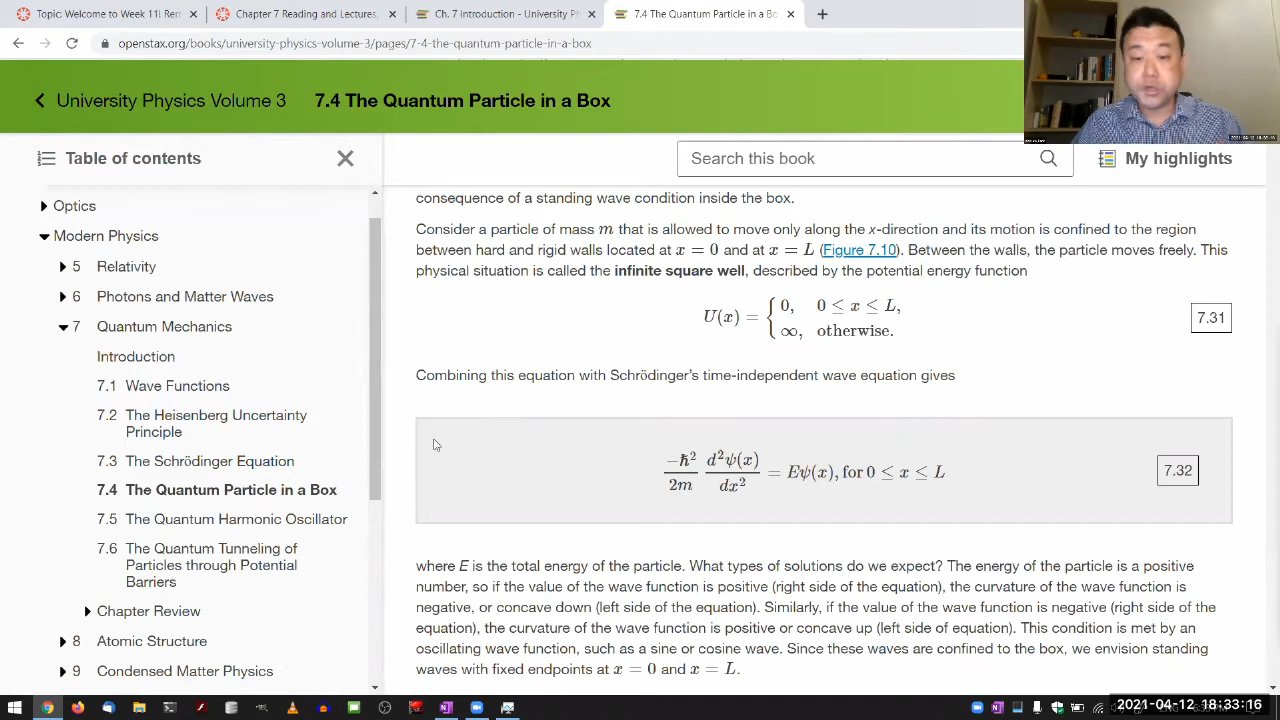 Topic: Welcome to Week 11! Rem
Chapter 7 Reading and Lectures,
Ch. 7 Introduction - University Ph
7.4 The Quantum Particle in a Bo
openstax.org/books/university-physics-volume-3/pages/7-4-the-quantum-particle-in-a-box
University Physics Volume 3
7.4 The Quantum Particle in a Box
2021-04-12 18:33:16
Table of contents
Search this book
My highlights
Optics
Modern Physics
5 Relativity
6 Photons and Matter Waves
7 Quantum Mechanics
Introduction
7.1 Wave Functions
7.2 The Heisenberg Uncertainty
Principle
7.3 The Schrödinger Equation
7.4 The Quantum Particle in a Box
7.5 The Quantum Harmonic Oscillator
7.6 The Quantum Tunneling of
Particles through Potential
Barriers
Chapter Review
8 Atomic Structure
9 Condensed Matter Physics
consequence of a standing wave condition inside the box.
Consider a particle of mass m that is allowed to move only along the x-direction and its motion is confined to the region
between hard and rigid walls located at x = 0 and at x = L (Figure 7.10). Between the walls, the particle moves freely. This
physical situation is called the infinite square well, described by the potential energy function
U(x) = { 0, 0 ≤ x ≤ L,
∞, otherwise.
7.31
Combining this equation with Schrödinger's time-independent wave equation gives
−ħ²/2m d²ψ(x)/dx² = Eψ(x), for 0 ≤ x ≤ L
7.32
where E is the total energy of the particle. What types of solutions do we expect? The energy of the particle is a positive
number, so if the value of the wave function is positive (right side of the equation), the curvature of the wave function is
negative, or concave down (left side of the equation). Similarly, if the value of the wave function is negative (right side of the
equation), the curvature of the wave function is positive or concave up (left side of equation). This condition is met by an
oscillating wave function, such as a sine or cosine wave. Since these waves are confined to the box, we envision standing
waves with fixed endpoints at x = 0 and x = L.
2021-04-12 18:33:16